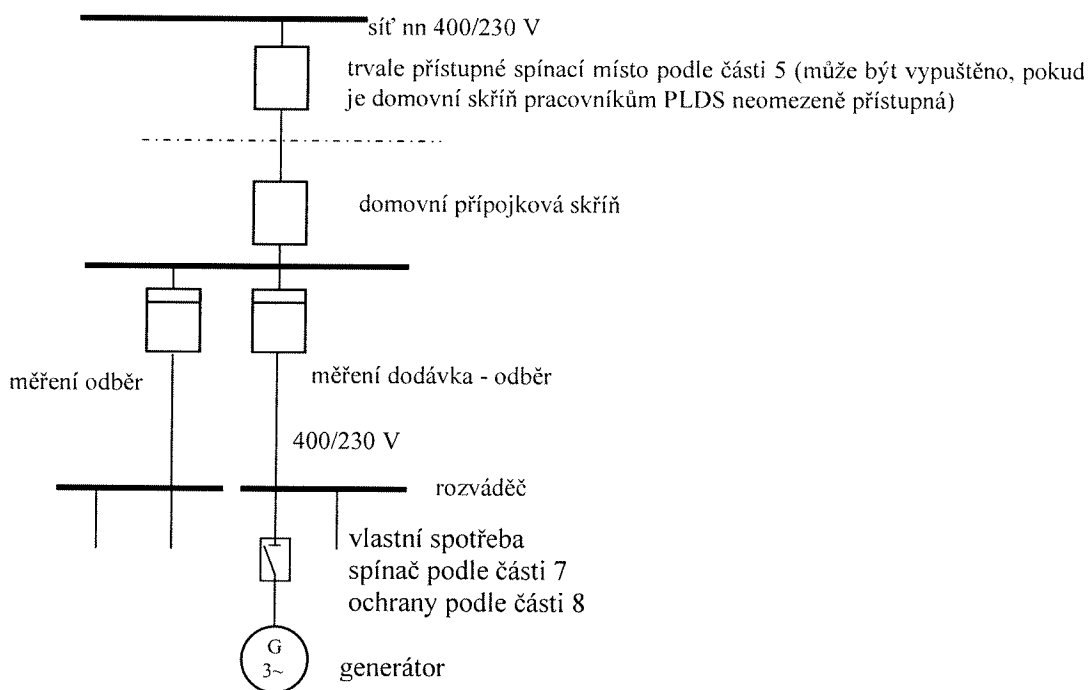 síť nn 400/230 V
trvale přístupné spínací místo podle části 5 (může být vypuštěno, pokud
je domovní skříň pracovníkům PLDS neomezeně přístupná)
domovní přípojková skříň
měření odběr
měření dodávka - odběr
400/230 V
rozváděč
vlastní spotřeba
spínač podle části 7
ochrany podle části 8
G
3~
generátor